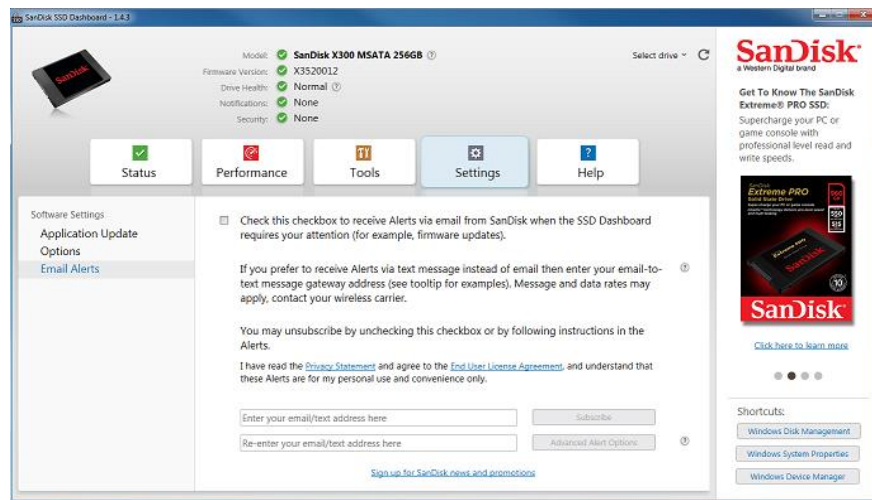 SanDisk SSD Dashboard - 1.4.3
Model: SanDisk X300 MSATA 256GB
Firmware Version: X3520012
Drive Health: Normal
Notifications: None
Security: None
Select drive
SanDisk
Status
Performance
Tools
Settings
Help
Software Settings
Application Update
Options
Email Alerts
Check this checkbox to receive Alerts via email from SanDisk when the SSD Dashboard
requires your attention (for example, firmware updates).
If you prefer to receive Alerts via text message instead of email then enter your email-to-
text message gateway address (see tooltip for examples). Message and data rates may
apply, contact your wireless carrier.
You may unsubscribe by unchecking this checkbox or by following instructions in the
Alerts.
I have read the Privacy Statement and agree to the End User License Agreement, and understand that
these Alerts are for my personal use and convenience only.
Enter your email/text address here
Subscribe
Re-enter your email/text address here
Advanced Alert Options
Sign up for SanDisk news and promotions
SanDisk
a Western Digital brand
Get To Know The SanDisk
Extreme® PRO SSD:
Supercharge your PC or
game console with
professional level read and
write speeds.
SanDisk
Extreme PRO
Solid State Drive
SanDisk
SanDisk
Click here to learn more
Shortcuts:
Windows Disk Management
Windows System Properties
Windows Device Manager